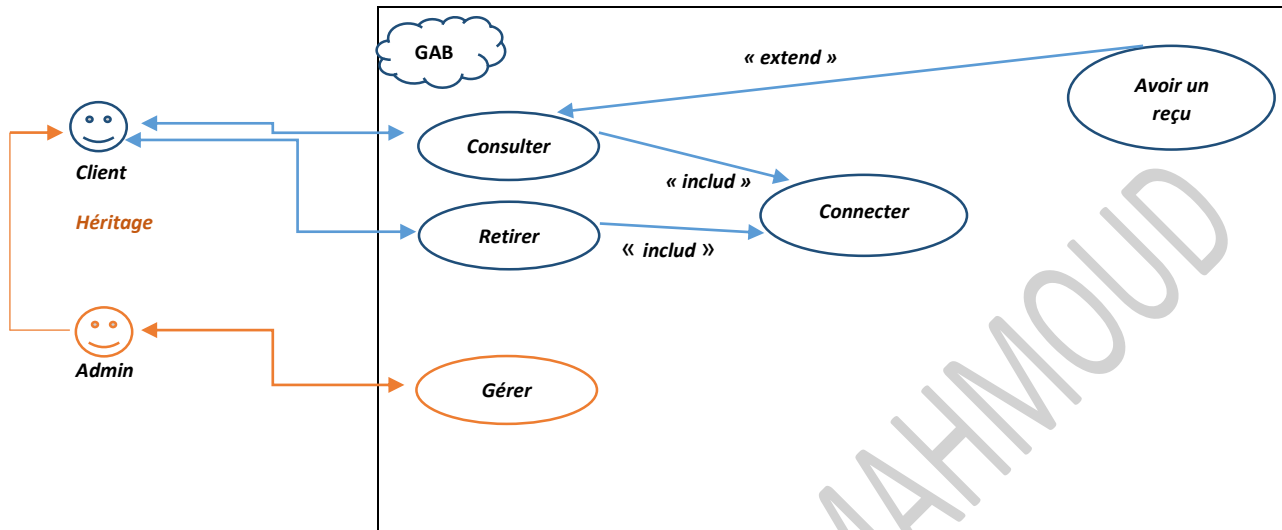 GAB
« extend »
Avoir un
reçu
Consulter
Client
« includ »
Connecter
Héritage
Retirer
« includ »
Admin
Gérer
MAHMOUD